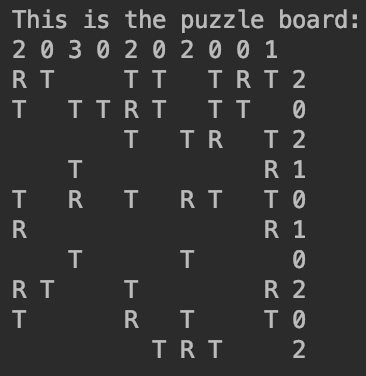 This is the puzzle board:
2 0 3 0 2 0 2 0 0 1
R T     T T   T R T 2
T   T T R T   T T   0
        T   T R   T 2
    T             R 1
T   R   T   R T   T 0
R                 R 1
    T       T       0
R T     T         R 2
T       R   T     T 0
          T R T     2